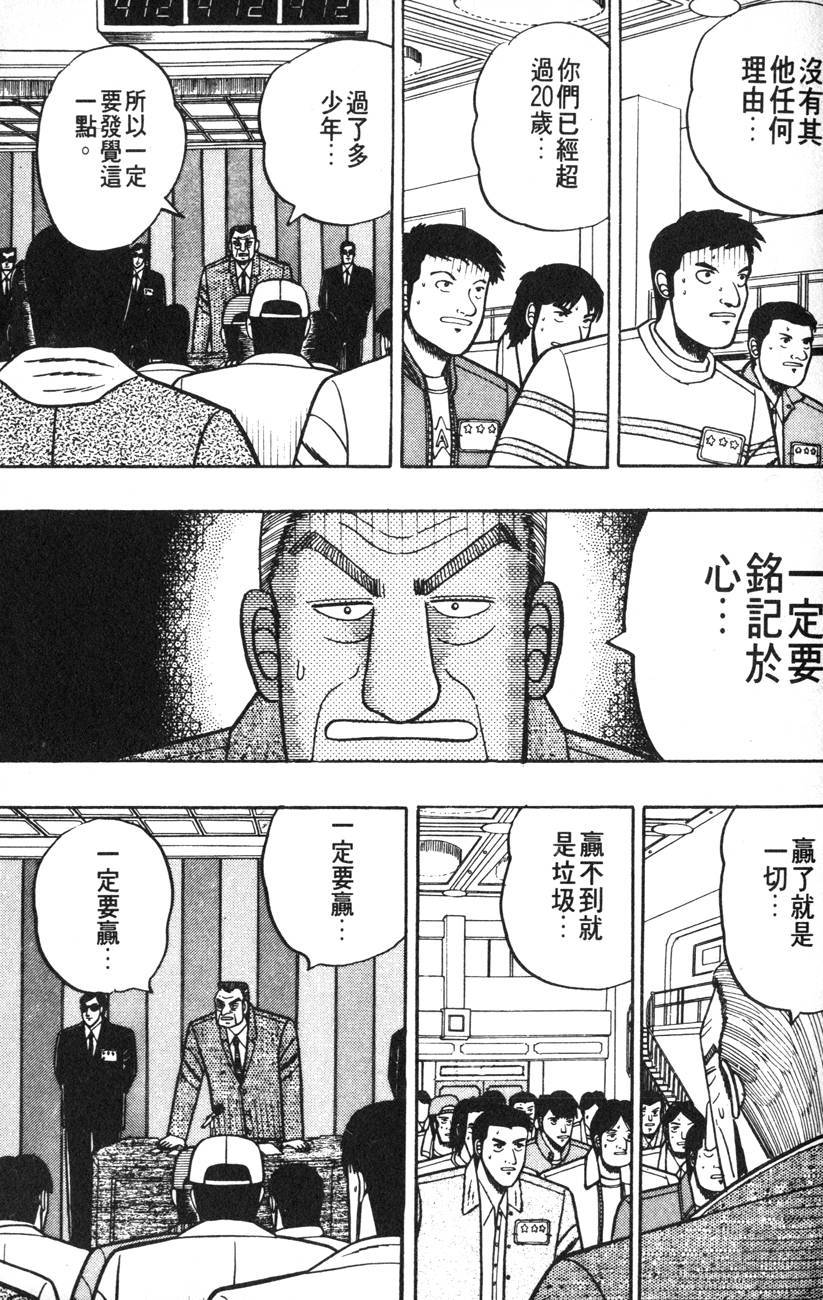 沒有其
他任何
理由…
你們已經超
過20歲…
過了多
少年…
所以一定
要發覺這
一點。
一定要
銘記於
心…
贏了就是
一切…
贏不到就
是垃圾…
一定要贏…
一定要贏…